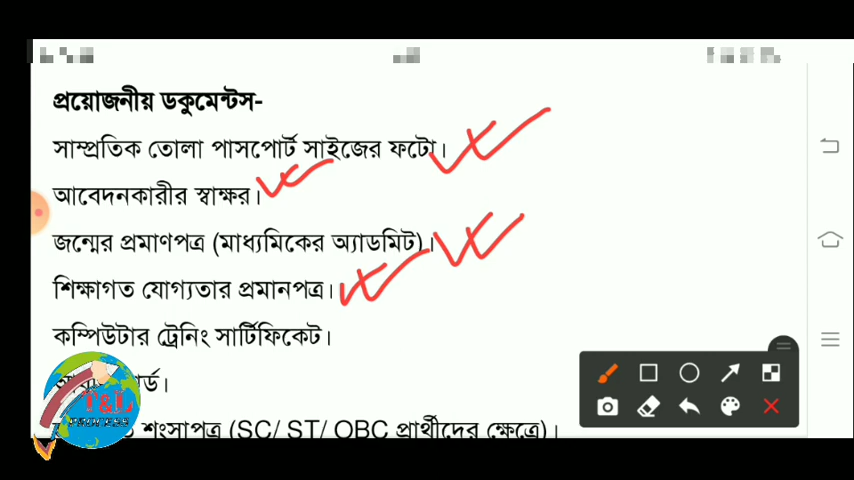 প্রয়োজনীয় ডকুমেন্টস-
সাম্প্রতিক তোলা পাসপোর্ট সাইজের ফটো।
আবেদনকারীর স্বাক্ষর।
জন্মের প্রমাণপত্র (মাধ্যমিকের অ্যাডমিট)।
শিক্ষাগত যোগ্যতার প্রমানপত্র।
কম্পিউটার ট্রেনিং সার্টিফিকেট।
T&L
PROCESS
শংসাপত্র (SC/ ST/ OBC প্রার্থীদের ক্ষেত্রে)।